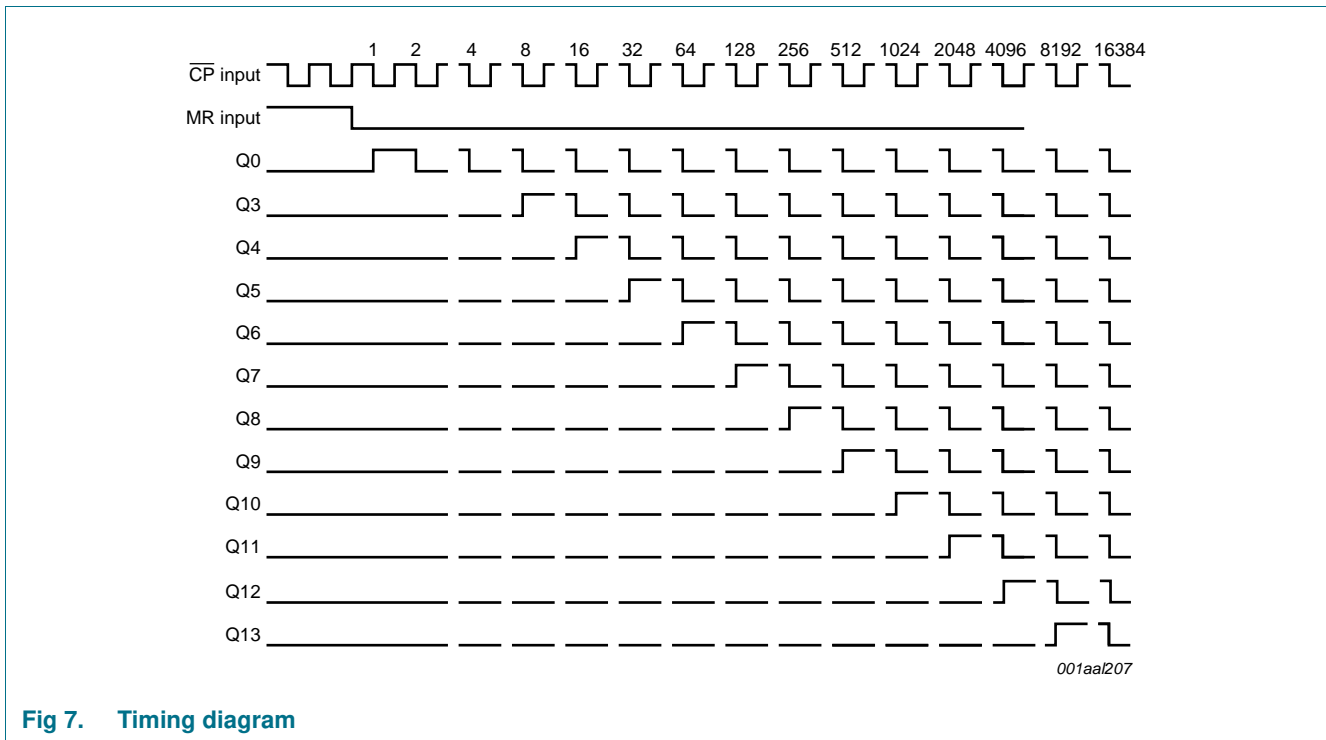 1 2 4 8 16 32 64 128 256 512 1024 2048 4096 8192 16384
CP input
MR input
Q0
Q3
Q4
Q5
Q6
Q7
Q8
Q9
Q10
Q11
Q12
Q13
001aal207
Fig 7. Timing diagram